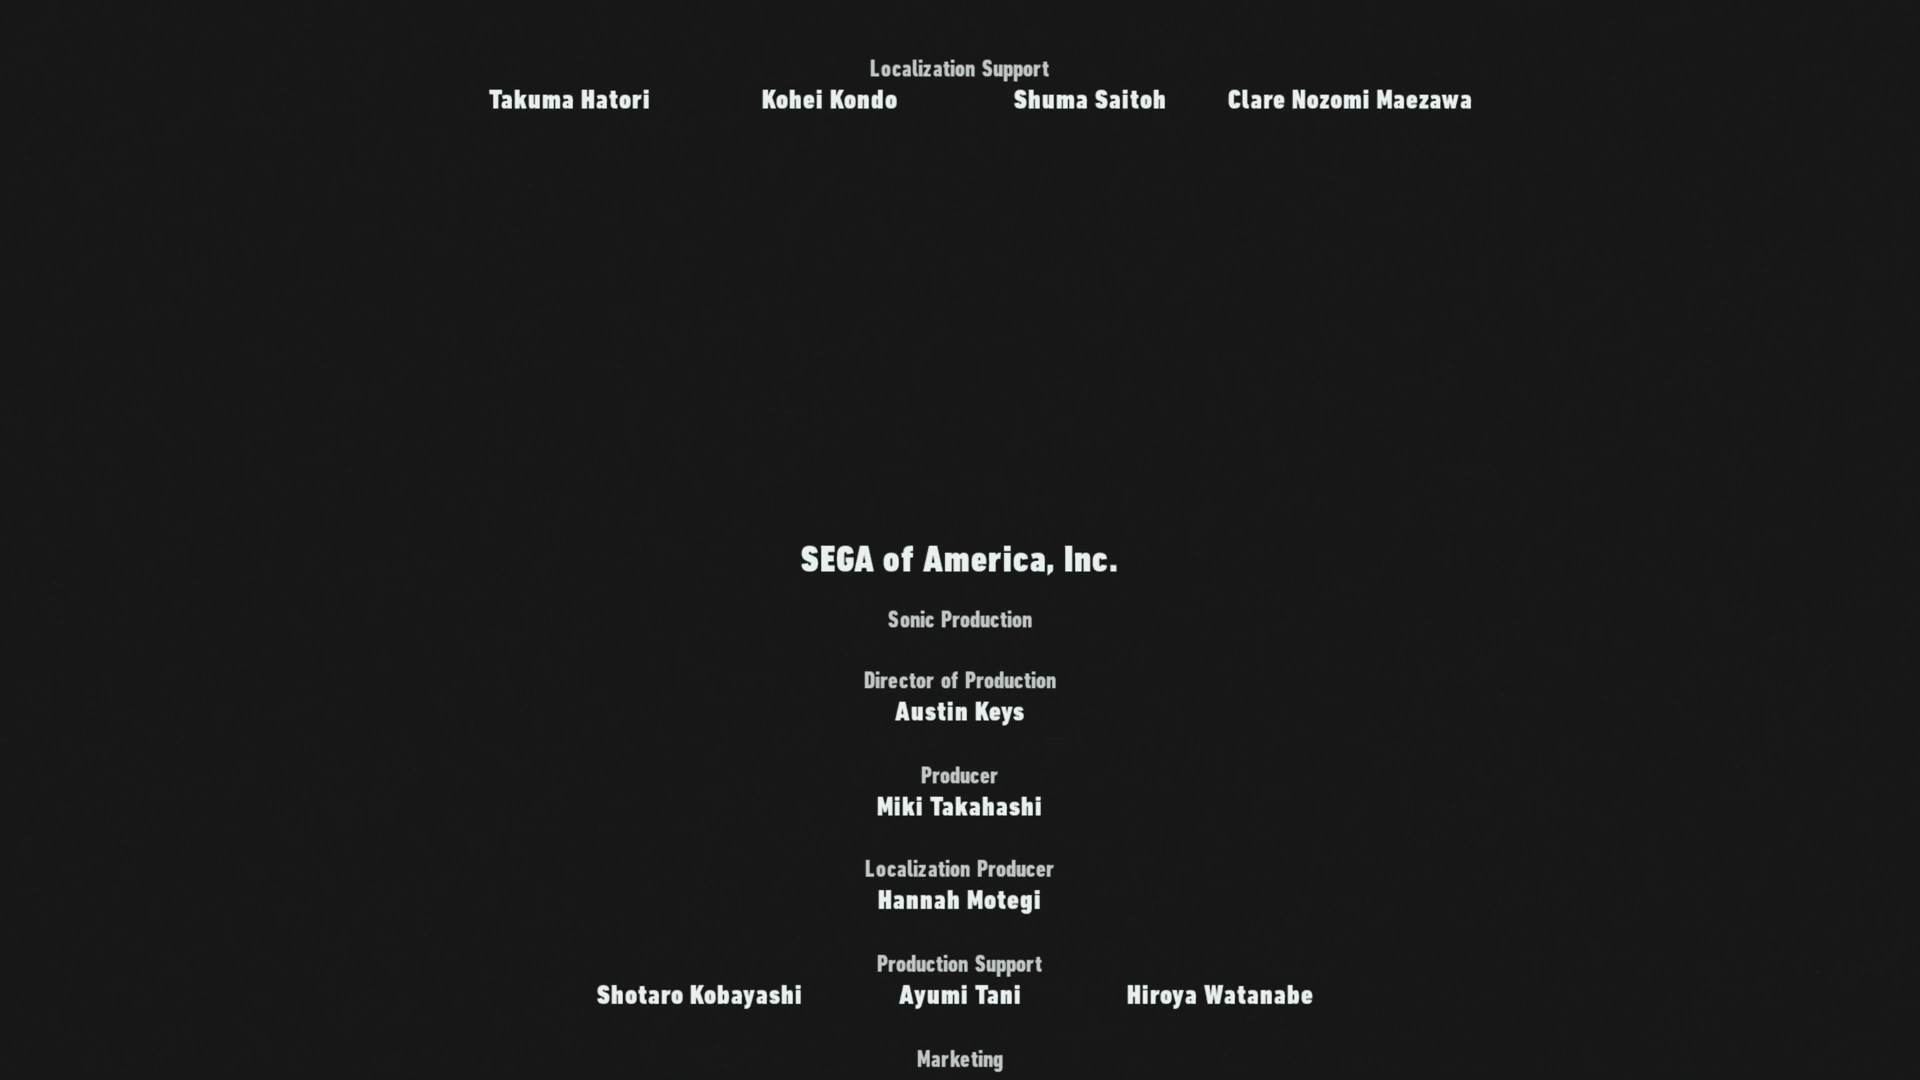 Localization Support
Takuma Hatori Kohei Kondo Shuma Saitoh Clare Nozomi Maezawa
SEGA of America, Inc.
Sonic Production
Director of Production
Austin Keys
Producer
Miki Takahashi
Localization Producer
Hannah Motegi
Production Support
Shotaro Kobayashi Ayumi Tani Hiroya Watanabe
Marketing